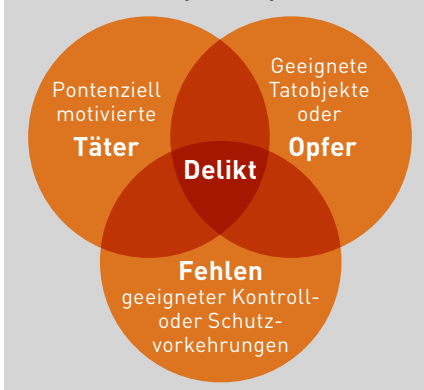 Pontenziell
motivierte
Täter
Geeignete
Tatobjekte
oder
Opfer
Delikt
Fehlen
geeigneter Kontroll-
oder Schutz-
vorkehrungen